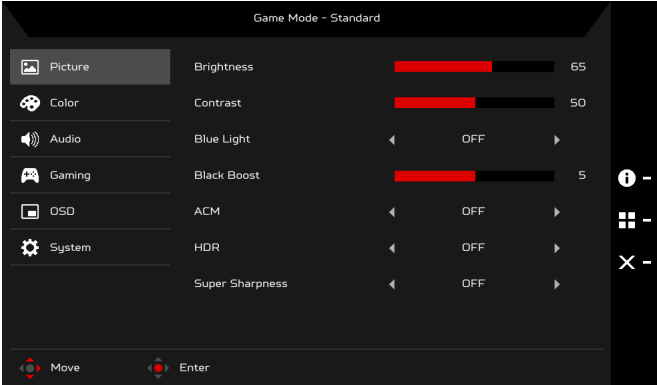 Game Mode - Standard
Picture
Brightness 65
Color
Contrast 50
Audio
Blue Light OFF
Gaming
Black Boost 5
OSD
ACM OFF
System
HDR OFF
Super Sharpness OFF
Move Enter